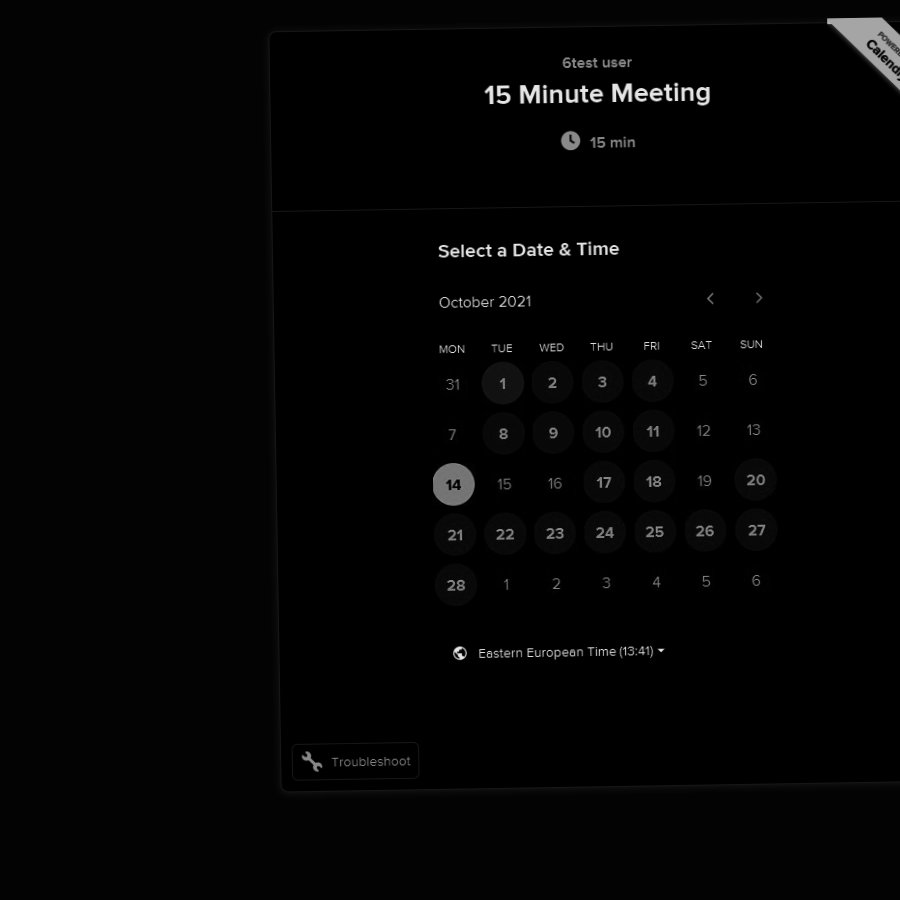 POWERED
Calendly
6test user
15 Minute Meeting
15 min
Select a Date & Time
October 2021
MON TUE WED THU FRI SAT SUN
31 1 2 3 4 5 6
7 8 9 10 11 12 13
14 15 16 17 18 19 20
21 22 23 24 25 26 27
28 1 2 3 4 5 6
Eastern European Time (13:41)
Troubleshoot